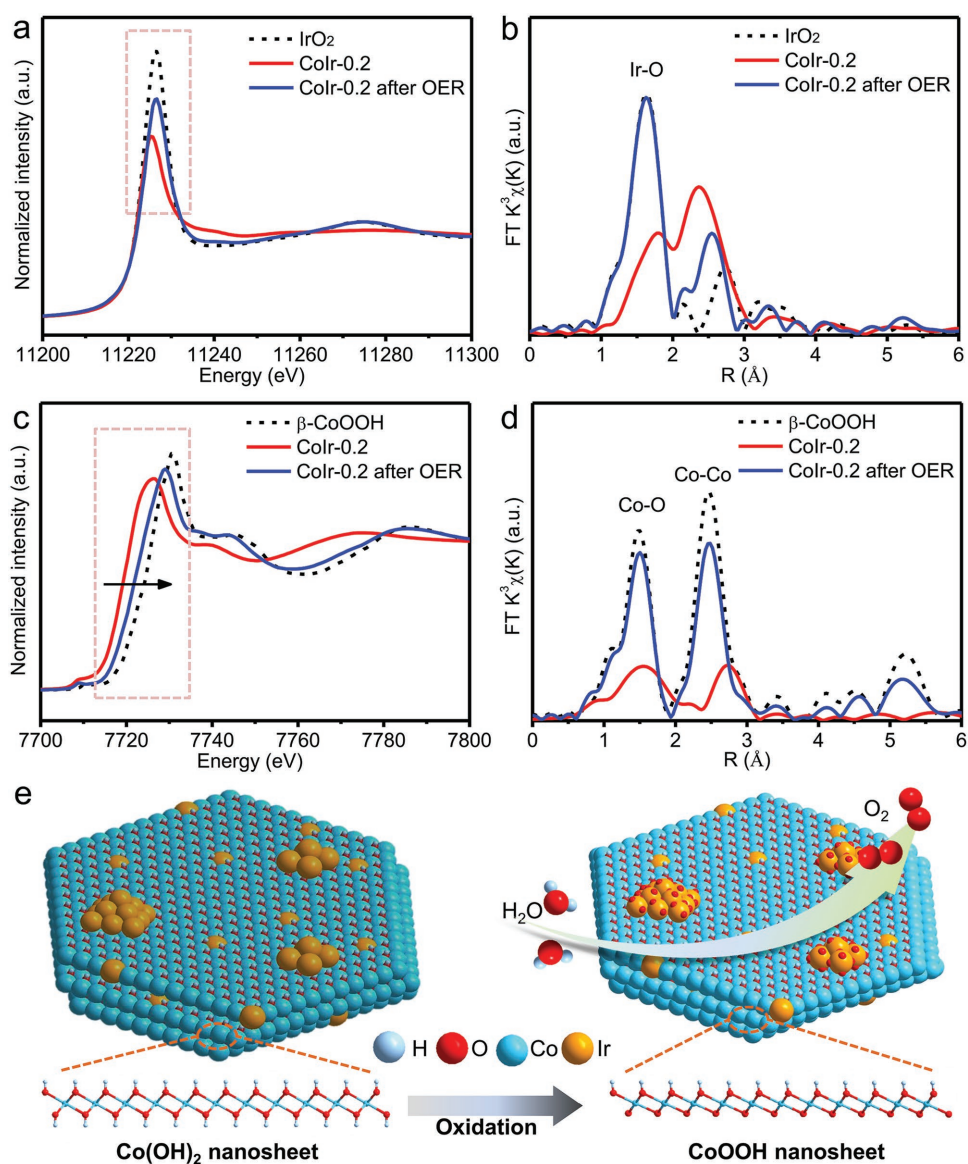 a
IrO₂
CoIr-0.2
CoIr-0.2 after OER
Normalized intensity (a.u.)
11200 11220 11240 11260 11280 11300
Energy (eV)
b
IrO₂
CoIr-0.2
CoIr-0.2 after OER
Ir-O
FT K³χ(K) (a.u.)
0 1 2 3 4 5 6
R (Å)
c
β-CoOOH
CoIr-0.2
CoIr-0.2 after OER
Normalized intensity (a.u.)
7700 7720 7740 7760 7780 7800
Energy (eV)
d
β-CoOOH
CoIr-0.2
CoIr-0.2 after OER
Co-Co
Co-O
FT K³χ(K) (a.u.)
0 1 2 3 4 5 6
R (Å)
e
O₂
H₂O
H O Co Ir
Oxidation
Co(OH)₂ nanosheet
CoOOH nanosheet